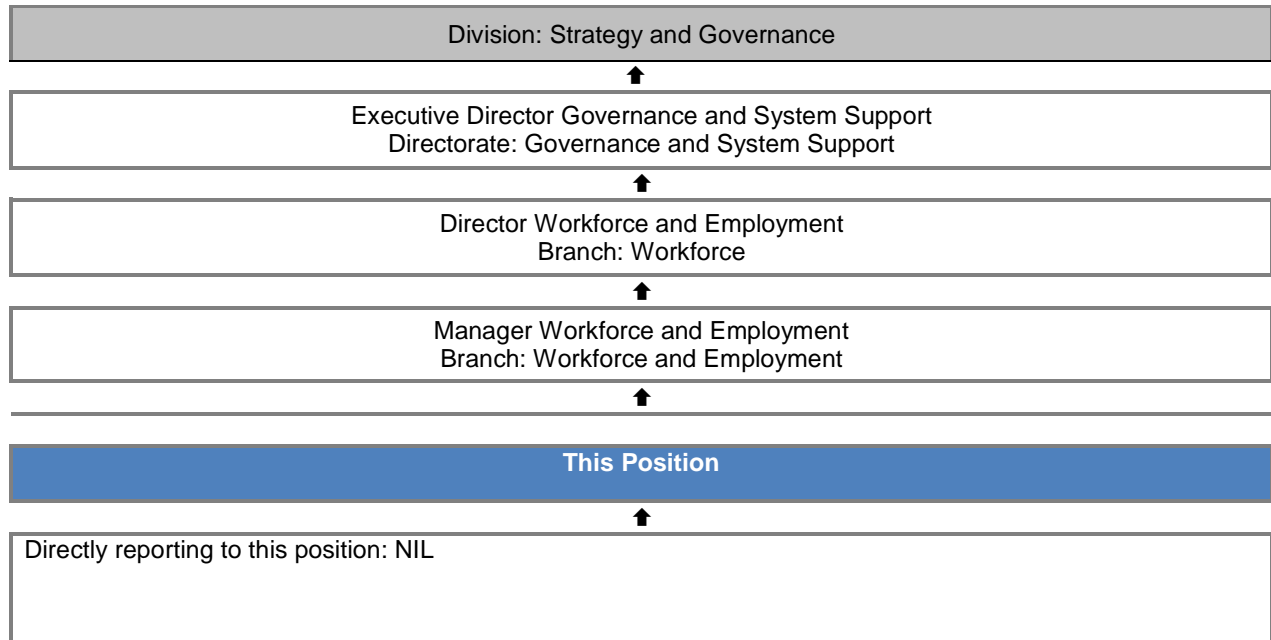 Division: Strategy and Governance
Executive Director Governance and System Support
Directorate: Governance and System Support
Director Workforce and Employment
Branch: Workforce
Manager Workforce and Employment
Branch: Workforce and Employment
This Position
Directly reporting to this position: NIL